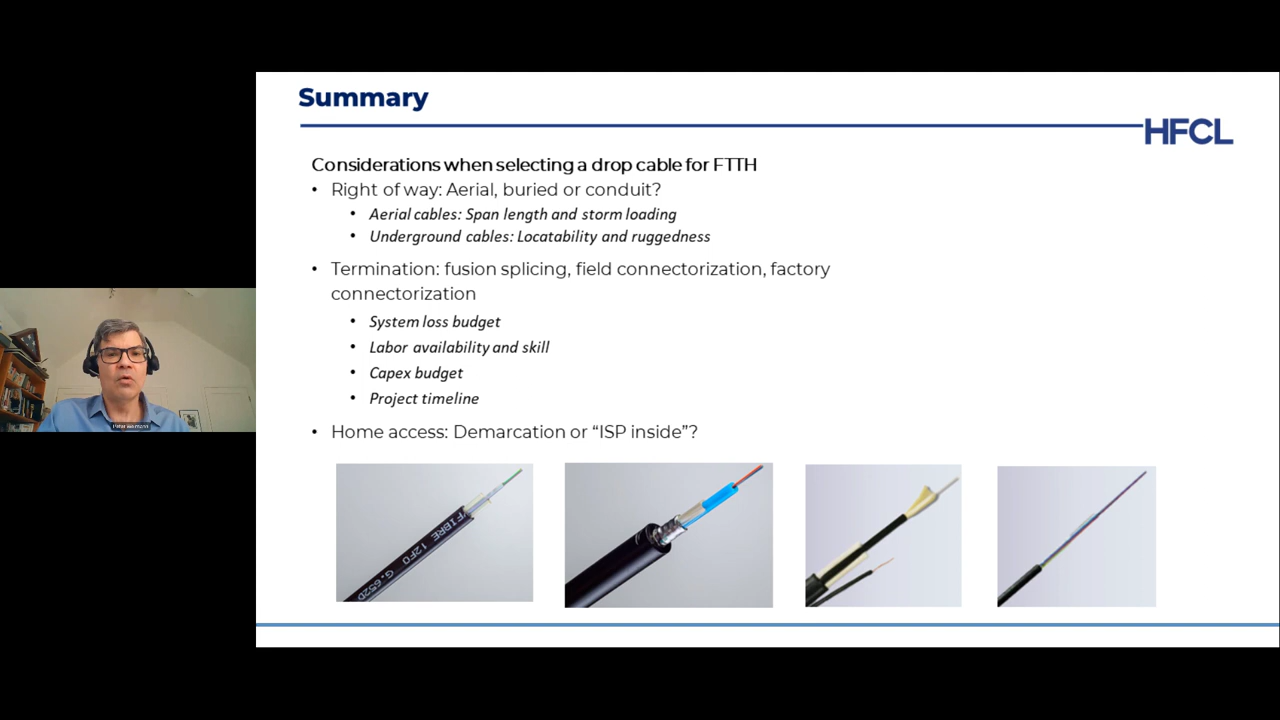 Summary
HFCL
Considerations when selecting a drop cable for FTTH
• Right of way: Aerial, buried or conduit?
• Aerial cables: Span length and storm loading
• Underground cables: Locatability and ruggedness
• Termination: fusion splicing, field connectorization, factory
connectorization
• System loss budget
• Labor availability and skill
• Capex budget
• Project timeline
• Home access: Demarcation or “ISP inside”?
FIBRE 12FO G.652D